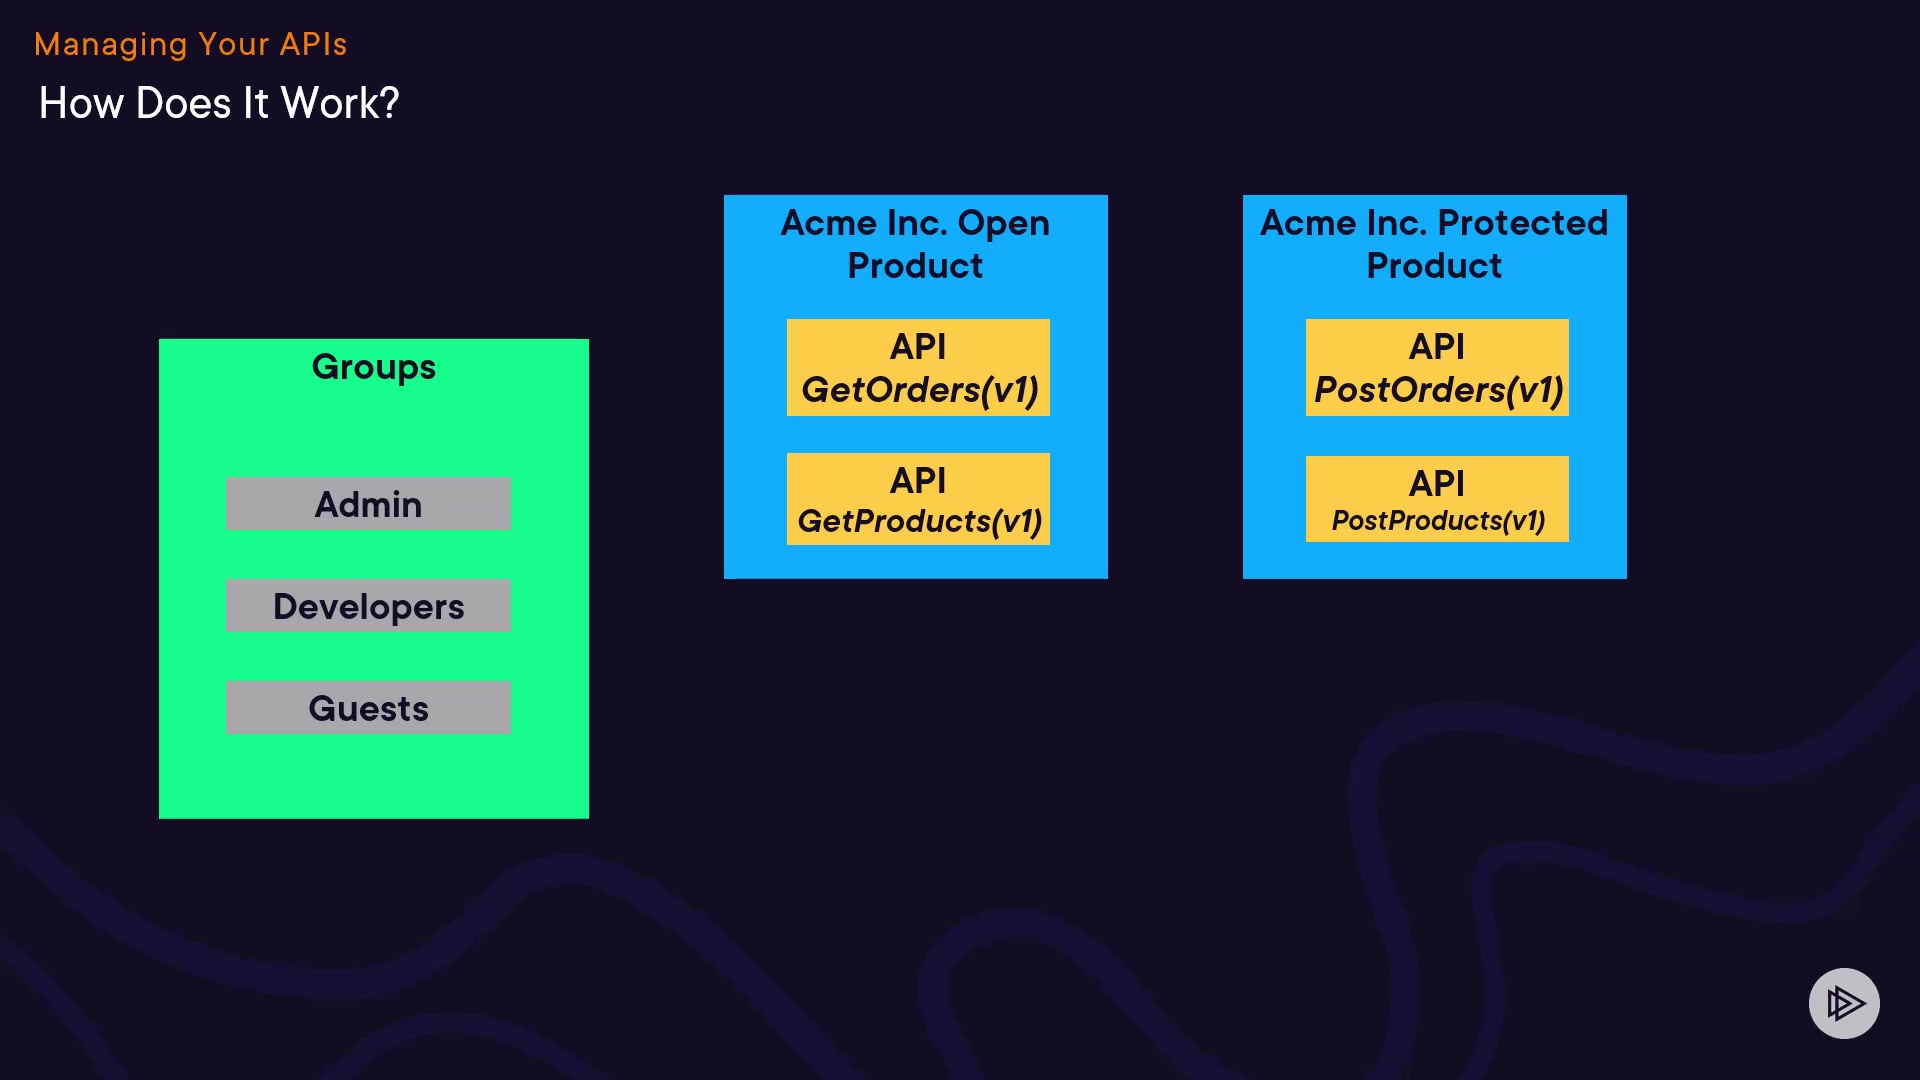 Managing Your APIs
How Does It Work?
Groups
Admin
Developers
Guests
Acme Inc. Open
Product
API
GetOrders(v1)
API
GetProducts(v1)
Acme Inc. Protected
Product
API
PostOrders(v1)
API
PostProducts(v1)